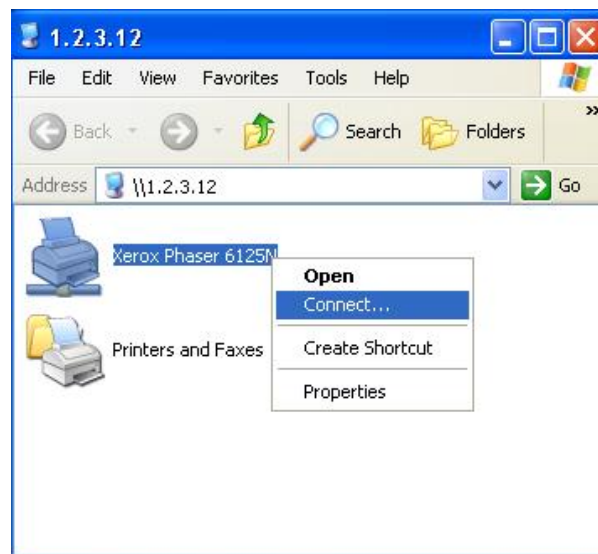 1.2.3.12
File Edit View Favorites Tools Help
Back Search Folders »
Address \\1.2.3.12 Go
Xerox Phaser 6125N
Open
Connect...
Printers and Faxes
Create Shortcut
Properties